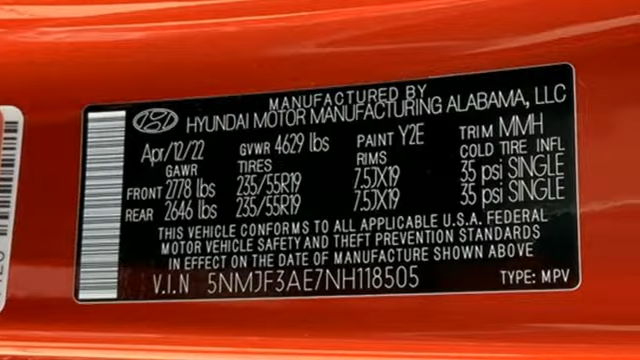 MANUFACTURED BY
HYUNDAI MOTOR MANUFACTURING ALABAMA, LLC
Apr/12/22 GVWR 4629 lbs PAINT Y2E TRIM MMH
GAWR TIRES RIMS COLD TIRE INFL
FRONT 2778 lbs 235/55R19 7.5JX19 35 psi SINGLE
REAR 2646 lbs 235/55R19 7.5JX19 35 psi SINGLE
THIS VEHICLE CONFORMS TO ALL APPLICABLE U.S.A. FEDERAL
MOTOR VEHICLE SAFETY AND THEFT PREVENTION STANDARDS
IN EFFECT ON THE DATE OF MANUFACTURE SHOWN ABOVE
V.I.N 5NMJF3AE7NH118505 TYPE: MPV